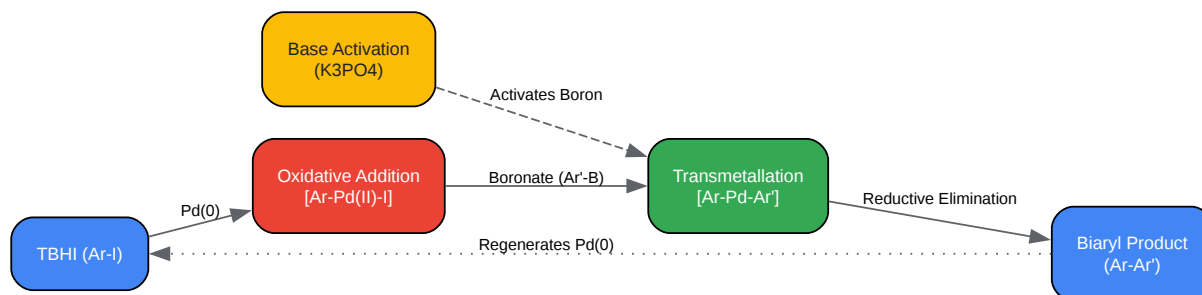 Base Activation
(K3PO4)
Activates Boron
Oxidative Addition
[Ar-Pd(II)-I]
Boronate (Ar'-B)
Transmetallation
[Ar-Pd-Ar']
Reductive Elimination
Pd(0)
TBHI (Ar-I)
Regenerates Pd(0)
Biaryl Product
(Ar-Ar')